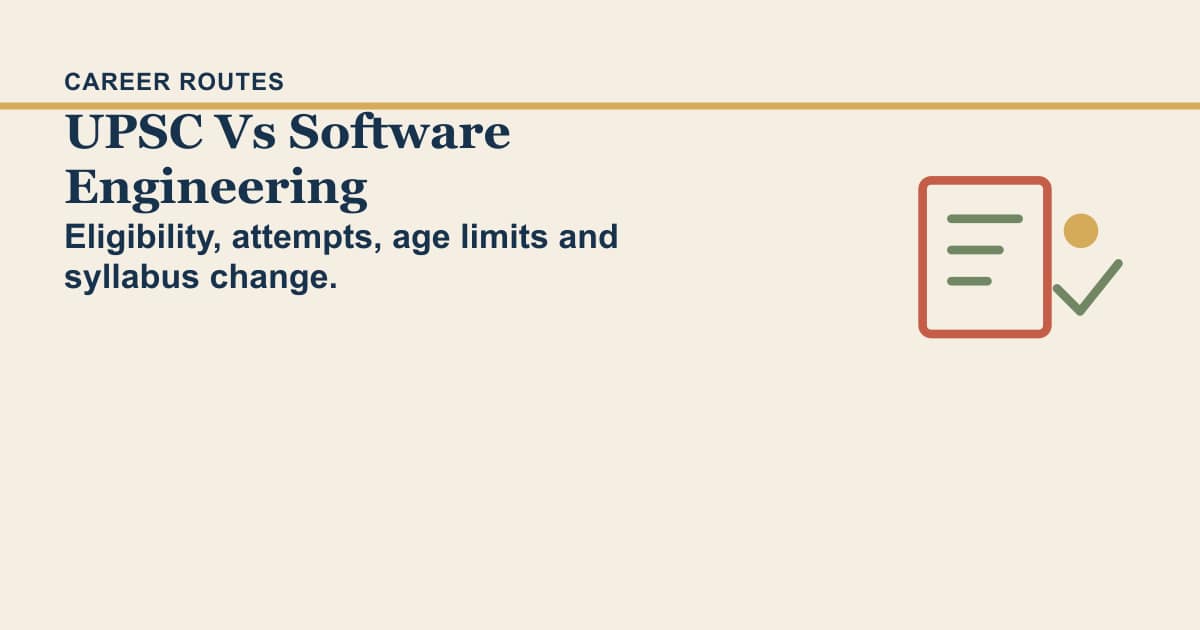 CAREER ROUTES
UPSC Vs Software
Engineering
Eligibility, attempts, age limits and
syllabus change.